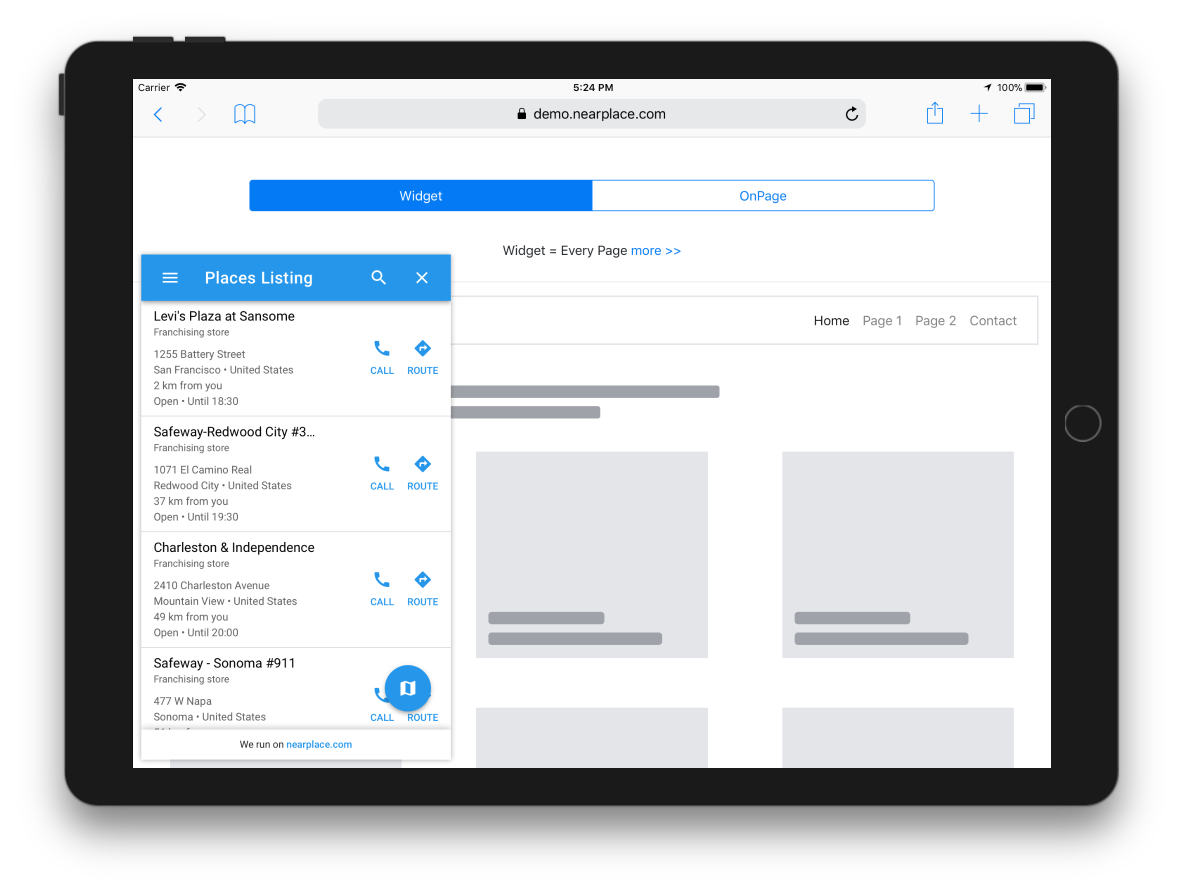 Carrier 5:24 PM 100%
demo.nearplace.com
Widget OnPage
Widget = Every Page more >>
Places Listing
Home Page 1 Page 2 Contact
Levi's Plaza at Sansome
Franchising store
1255 Battery Street
San Francisco • United States
2 km from you
Open • Until 18:30
CALL ROUTE
Safeway-Redwood City #3...
Franchising store
1071 El Camino Real
Redwood City • United States
37 km from you
Open • Until 19:30
CALL ROUTE
Charleston & Independence
Franchising store
2410 Charleston Avenue
Mountain View • United States
49 km from you
Open • Until 20:00
CALL ROUTE
Safeway - Sonoma #911
Franchising store
477 W Napa
Sonoma • United States
CALL ROUTE
We run on nearplace.com